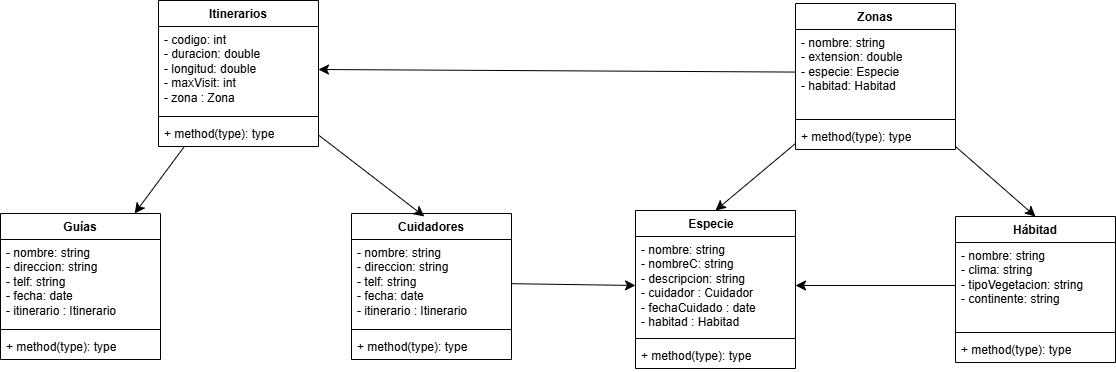 Itinerarios
- codigo: int
- duracion: double
- longitud: double
- maxVisit: int
- zona : Zona
+ method(type): type
Zonas
- nombre: string
- extension: double
- especie: Especie
- habitad: Habitad
+ method(type): type
Guías
- nombre: string
- direccion: string
- telf: string
- fecha: date
- itinerario : Itinerario
+ method(type): type
Cuidadores
- nombre: string
- direccion: string
- telf: string
- fecha: date
- itinerario : Itinerario
+ method(type): type
Especie
- nombre: string
- nombreC: string
- descripcion: string
- cuidador : Cuidador
- fechaCuidado : date
- habitad : Habitad
+ method(type): type
Hábitad
- nombre: string
- clima: string
- tipoVegetacion: string
- continente: string
+ method(type): type